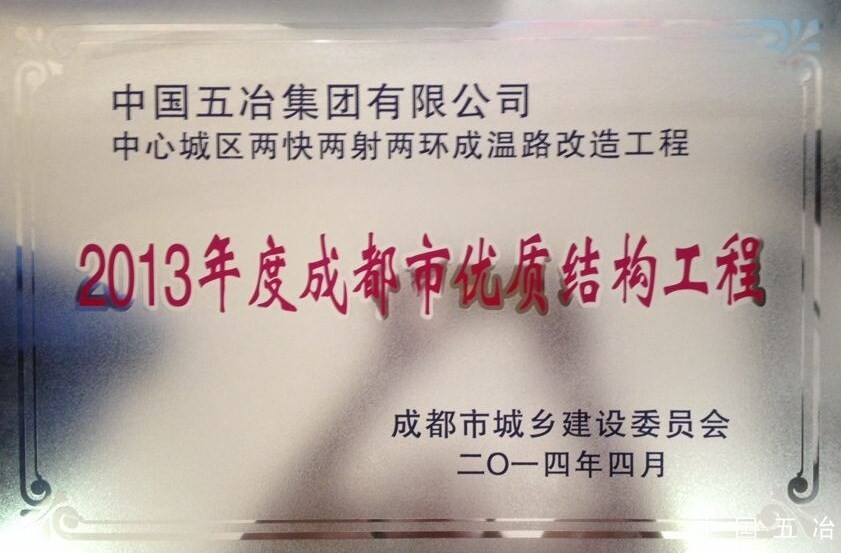 中国五冶集团有限公司
中心城区两快两射两环成温路改造工程
2013年度成都市优质结构工程
成都市城乡建设委员会
二〇一四年四月
国五冶